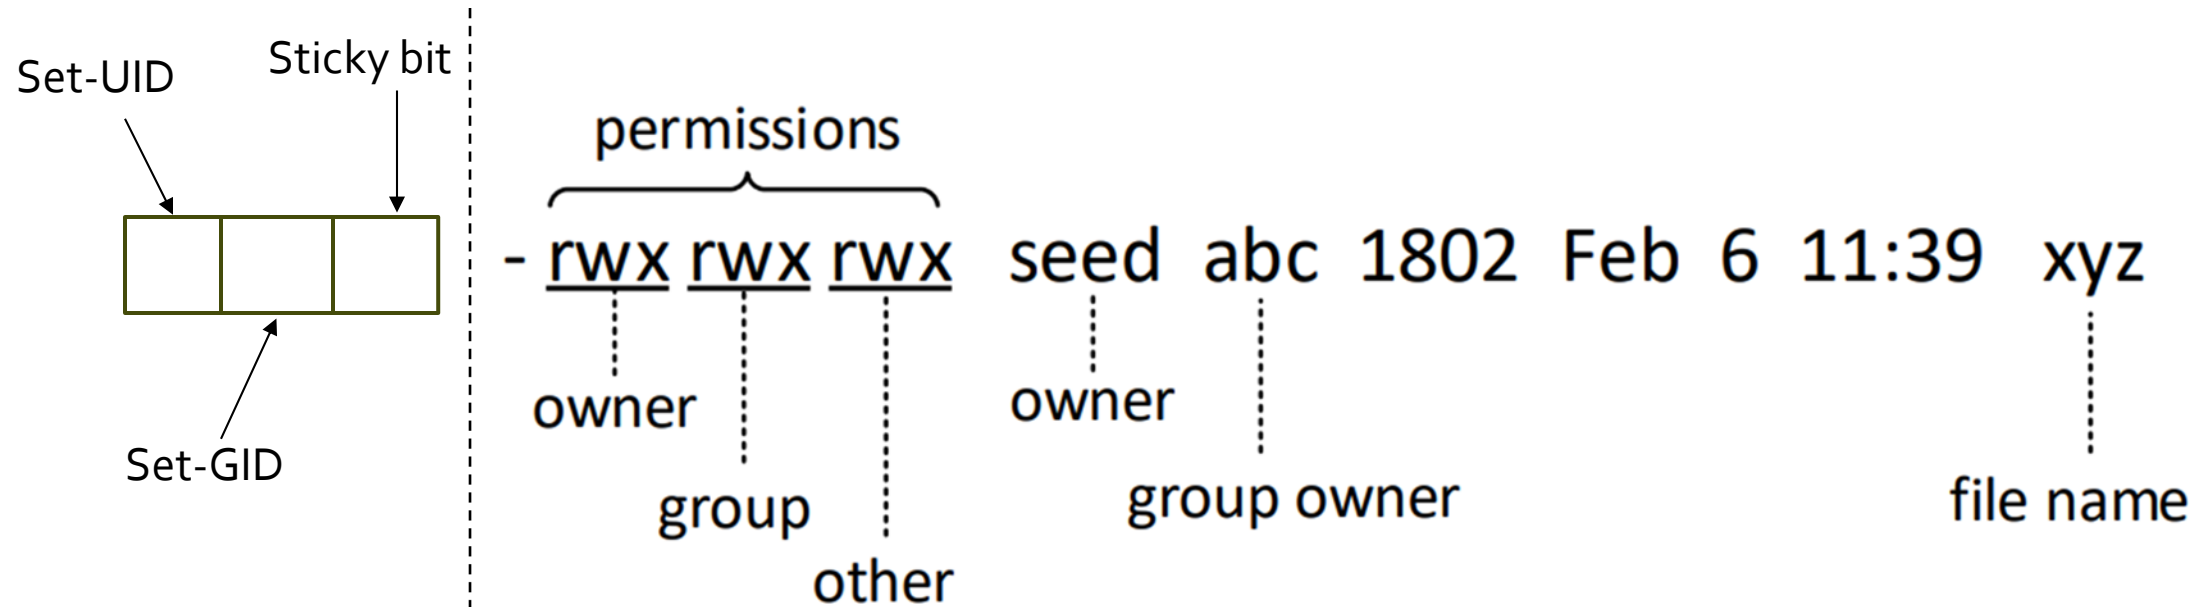 Set-UID
Sticky bit
Set-GID
permissions
- rwx rwx rwx seed abc 1802 Feb 6 11:39 xyz
owner
group
other
owner
group owner
file name